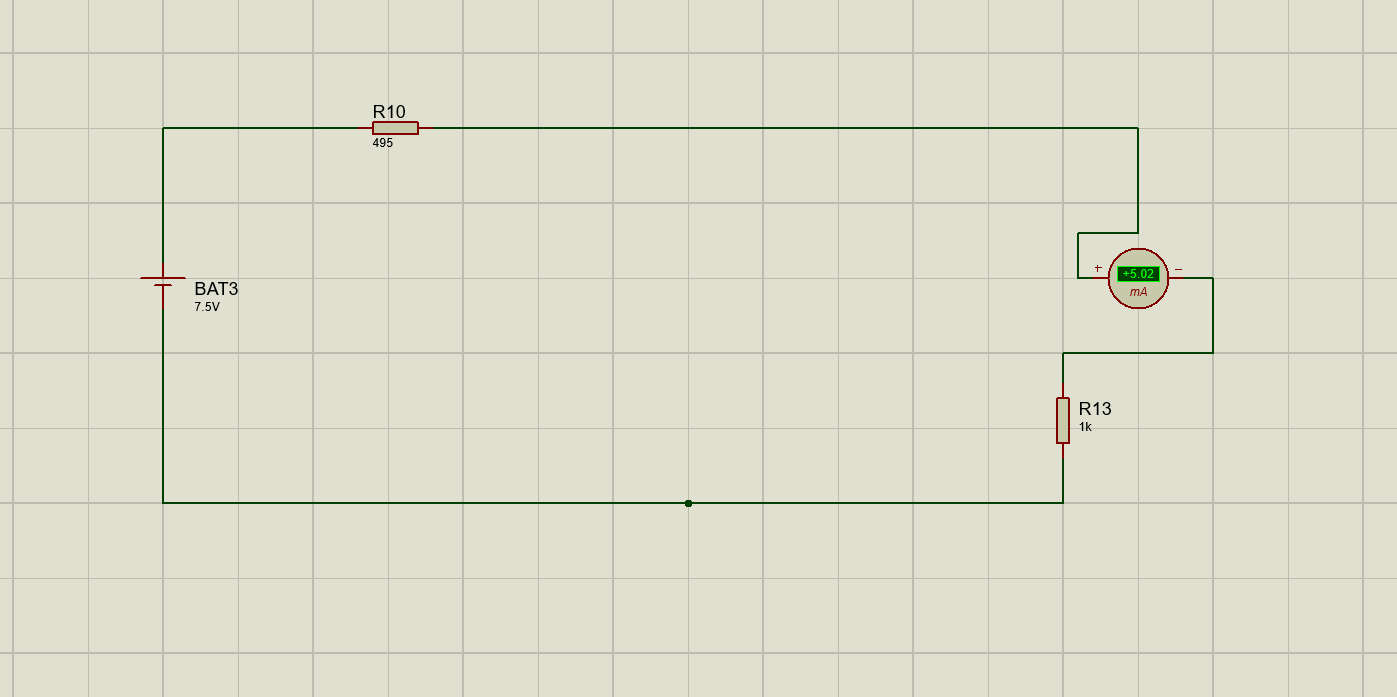 R10
495
BAT3
7.5V
+ −
+5.02
mA
R13
1k